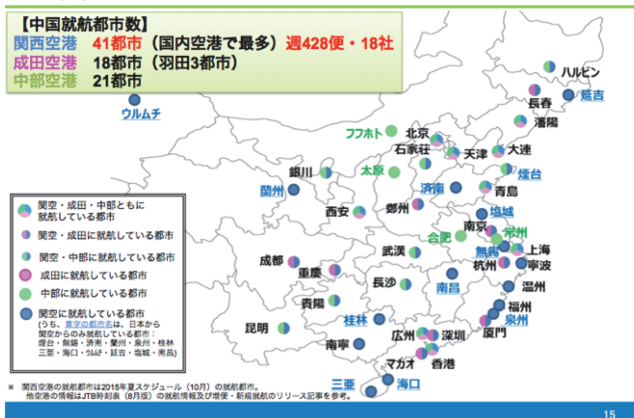 【中国就航都市数】
関西空港 41都市(国内空港で最多)週428便・18社
成田空港 18都市(羽田3都市)
中部空港 21都市
ハルビン
長春
延吉
ウルムチ
瀋陽
フフホト
北京
石家荘
天津
大連
銀川
太原
煙台
蘭州
済南
青島
西安
鄭州
塩城
南京
常州
合肥
武漢
無錫
上海
杭州
寧波
成都
重慶
長沙
南昌
温州
貴陽
福州
桂林
泉州
昆明
広州
深圳
厦門
南寧
マカオ
香港
三亜
海口
関空・成田・中部ともに
就航している都市
関空・成田に就航している都市
関空・中部に就航している都市
成田に就航している都市
中部に就航している都市
関空に就航している都市
(うち、青字の都市名は、日本から
関空からのみ就航している都市:
煙台・無錫・済南・蘭州・泉州・桂林
三亜・海口・ウルムチ・延吉・塩城・南昌)
※ 関西空港の就航都市は2015年夏スケジュール(10月)の就航都市。
他空港の情報はJTB時刻表(8月版)の就航情報及び増便・新規就航のリリース記事を参考。
15